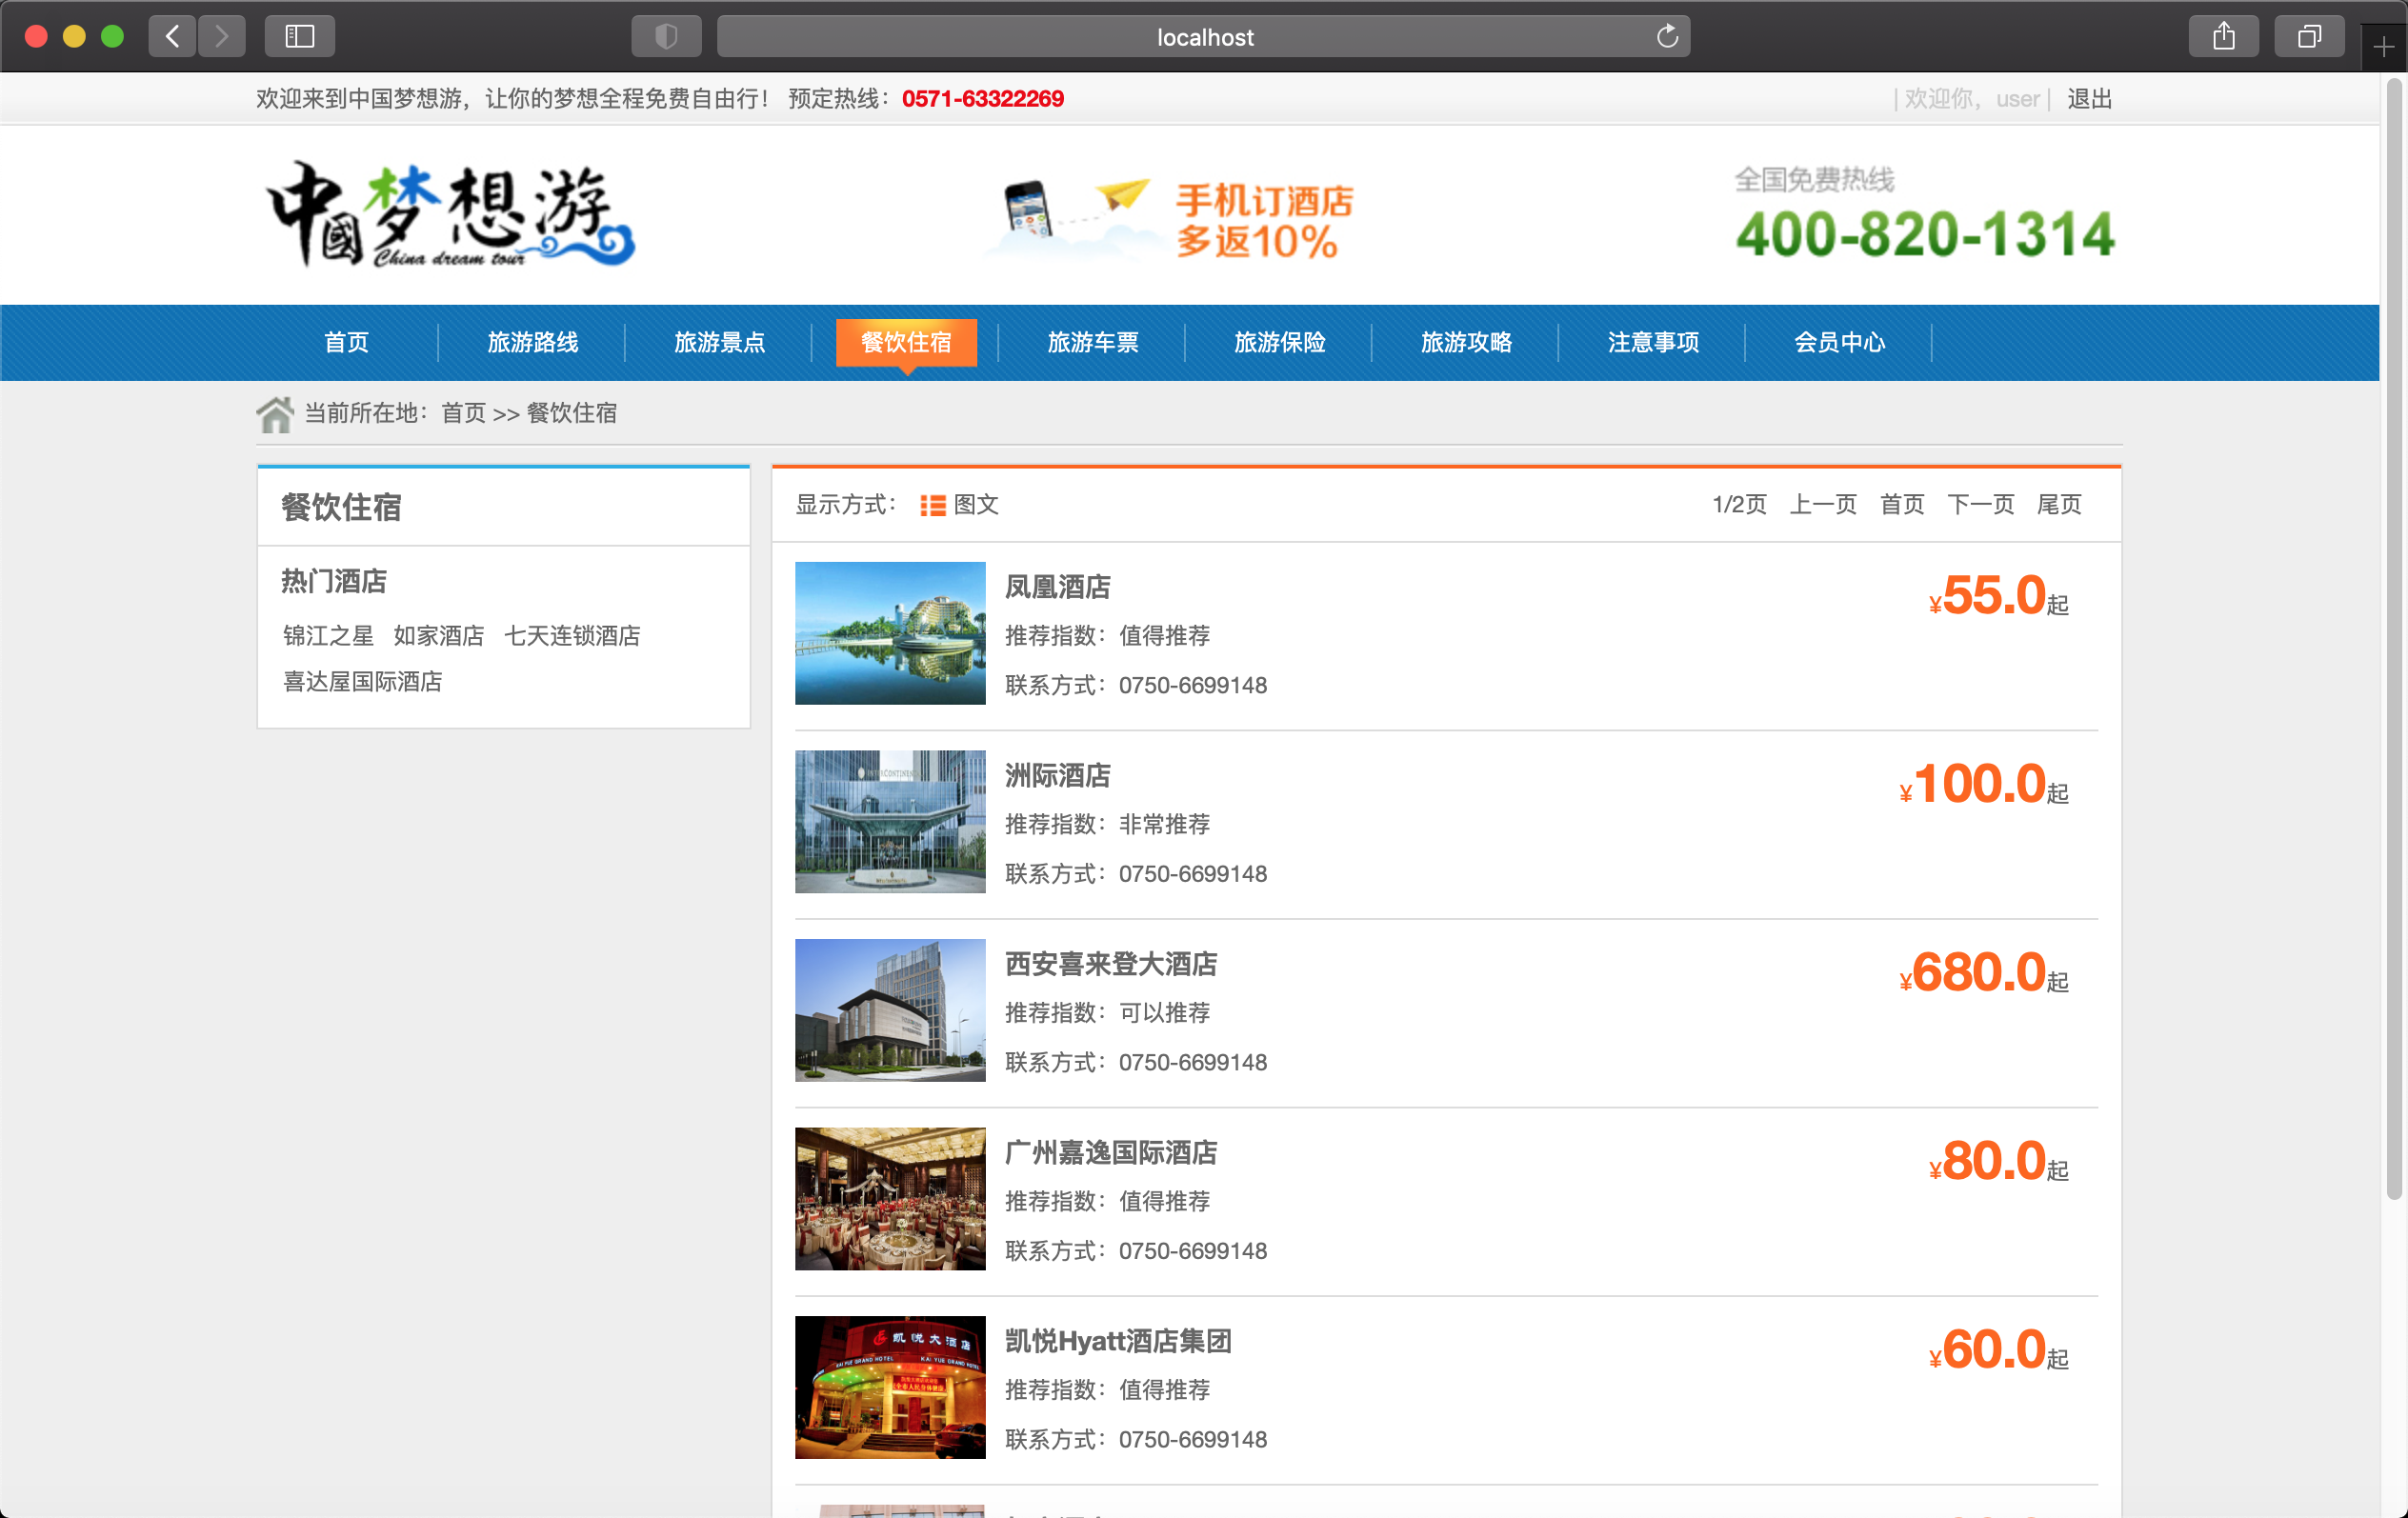 localhost
欢迎来到中国梦想游，让你的梦想全程免费自由行！ 预定热线：0571-63322269
| 欢迎你，user | 退出
中國梦想游
China dream tour
手机订酒店
多返10%
全国免费热线
400-820-1314
首页 旅游路线 旅游景点 餐饮住宿 旅游车票 旅游保险 旅游攻略 注意事项 会员中心
当前所在地：首页 >> 餐饮住宿
餐饮住宿
热门酒店
锦江之星 如家酒店 七天连锁酒店
喜达屋国际酒店
显示方式： 图文
1/2页 上一页 首页 下一页 尾页
凤凰酒店
¥55.0起
推荐指数：值得推荐
联系方式：0750-6699148
洲际酒店
¥100.0起
推荐指数：非常推荐
联系方式：0750-6699148
西安喜来登大酒店
¥680.0起
推荐指数：可以推荐
联系方式：0750-6699148
广州嘉逸国际酒店
¥80.0起
推荐指数：值得推荐
联系方式：0750-6699148
凯悦大酒店
KAI YUE GRAND HOTEL
凯悦Hyatt酒店集团
¥60.0起
推荐指数：值得推荐
联系方式：0750-6699148